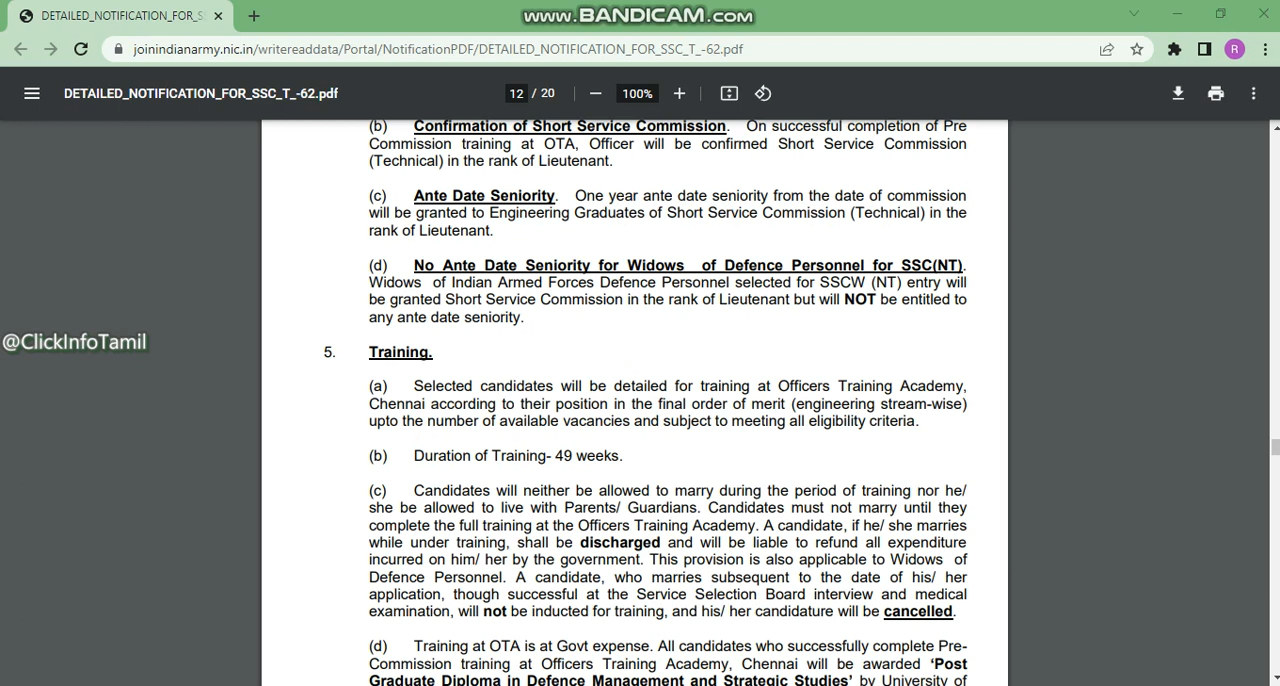 DETAILED_NOTIFICATION_FOR_S
www.BANDICAM.com
joinindianarmy.nic.in/writereaddata/Portal/NotificationPDF/DETAILED_NOTIFICATION_FOR_SSC_T_-62.pdf
R
DETAILED_NOTIFICATION_FOR_SSC_T_-62.pdf
12 / 20
100%
(b) Confirmation of Short Service Commission. On successful completion of Pre
Commission training at OTA, Officer will be confirmed Short Service Commission
(Technical) in the rank of Lieutenant.
(c) Ante Date Seniority. One year ante date seniority from the date of commission
will be granted to Engineering Graduates of Short Service Commission (Technical) in the
rank of Lieutenant.
(d) No Ante Date Seniority for Widows of Defence Personnel for SSC(NT).
Widows of Indian Armed Forces Defence Personnel selected for SSCW (NT) entry will
be granted Short Service Commission in the rank of Lieutenant but will NOT be entitled to
any ante date seniority.
@ClickInfoTamil
5. Training.
(a) Selected candidates will be detailed for training at Officers Training Academy,
Chennai according to their position in the final order of merit (engineering stream-wise)
upto the number of available vacancies and subject to meeting all eligibility criteria.
(b) Duration of Training- 49 weeks.
(c) Candidates will neither be allowed to marry during the period of training nor he/
she be allowed to live with Parents/ Guardians. Candidates must not marry until they
complete the full training at the Officers Training Academy. A candidate, if he/ she marries
while under training, shall be discharged and will be liable to refund all expenditure
incurred on him/ her by the government. This provision is also applicable to Widows of
Defence Personnel. A candidate, who marries subsequent to the date of his/ her
application, though successful at the Service Selection Board interview and medical
examination, will not be inducted for training, and his/ her candidature will be cancelled.
(d) Training at OTA is at Govt expense. All candidates who successfully complete Pre-
Commission training at Officers Training Academy, Chennai will be awarded ‘Post
Graduate Diploma in Defence Management and Strategic Studies’ by University of